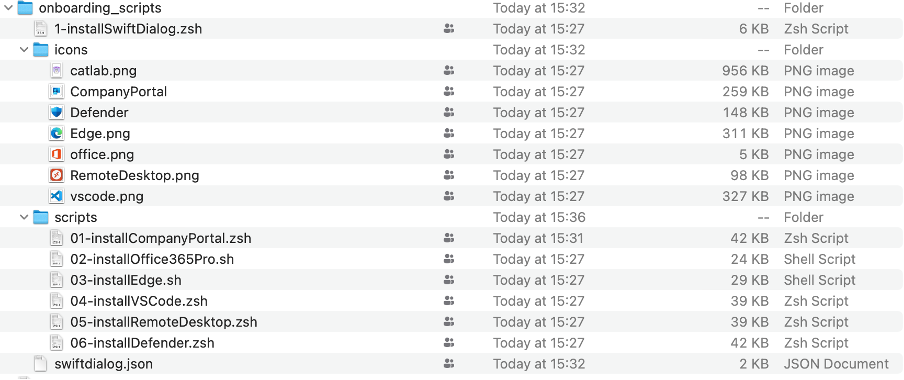 onboarding_scripts Today at 15:32 -- Folder
1-installSwiftDialog.zsh Today at 15:27 6 KB Zsh Script
icons Today at 15:32 -- Folder
catlab.png Today at 15:27 956 KB PNG image
CompanyPortal Today at 15:27 259 KB PNG image
Defender Today at 15:27 148 KB PNG image
Edge.png Today at 15:27 311 KB PNG image
office.png Today at 15:27 5 KB PNG image
RemoteDesktop.png Today at 15:27 98 KB PNG image
vscode.png Today at 15:27 327 KB PNG image
scripts Today at 15:36 -- Folder
01-installCompanyPortal.zsh Today at 15:31 42 KB Zsh Script
02-installOffice365Pro.sh Today at 15:27 24 KB Shell Script
03-installEdge.sh Today at 15:27 29 KB Shell Script
04-installVSCode.zsh Today at 15:27 39 KB Zsh Script
05-installRemoteDesktop.zsh Today at 15:27 39 KB Zsh Script
06-installDefender.zsh Today at 15:27 42 KB Zsh Script
swiftdialog.json Today at 15:32 2 KB JSON Document